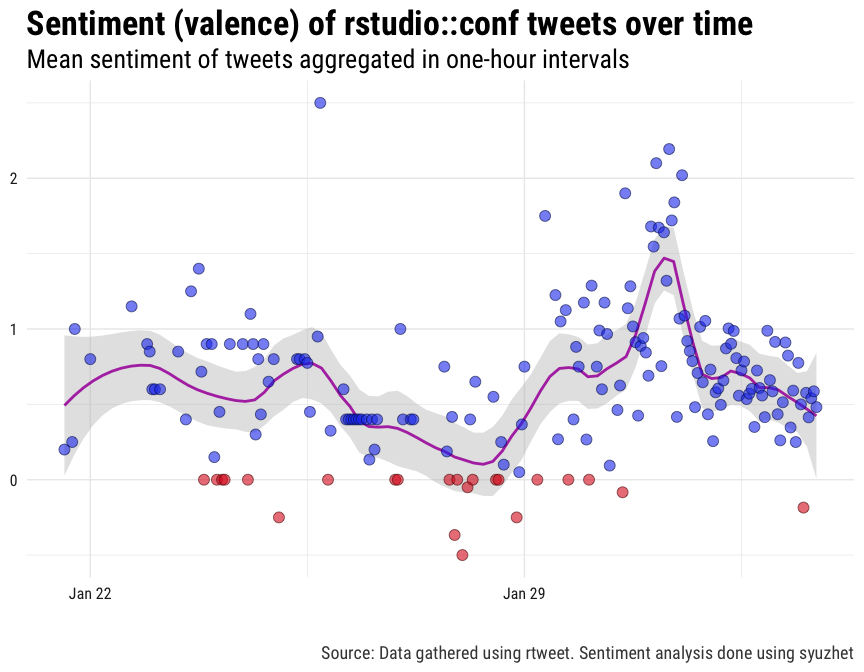 Sentiment (valence) of rstudio::conf tweets over time
Mean sentiment of tweets aggregated in one-hour intervals
2
1
0
Jan 22 Jan 29
Source: Data gathered using rtweet. Sentiment analysis done using syuzhet